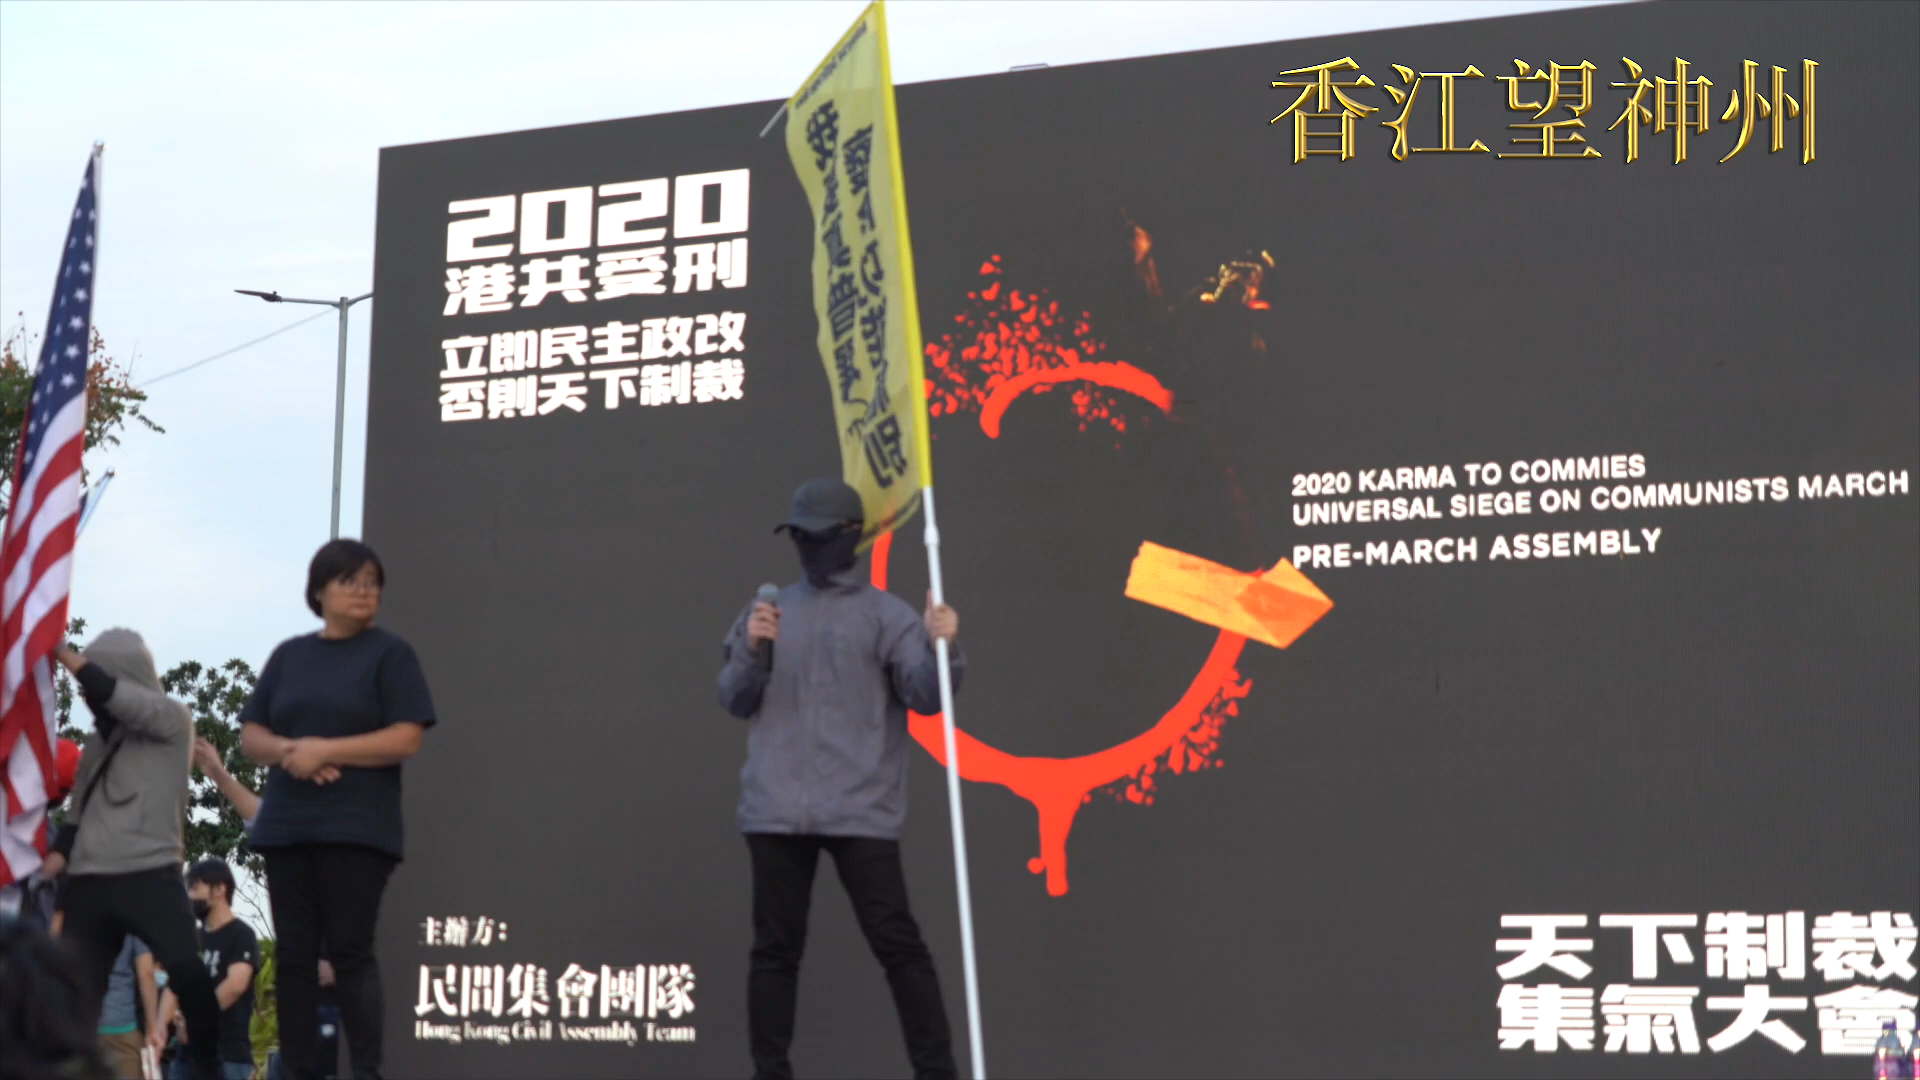 香江望神州
2020
港共受刑
立即民主政改
否則天下制裁
2020 KARMA TO COMMIES
UNIVERSAL SIEGE ON COMMUNISTS MARCH
PRE-MARCH ASSEMBLY
主辦方：
民間集會團隊
Hong Kong Civil Assembly Team
天下制裁
集氣大會